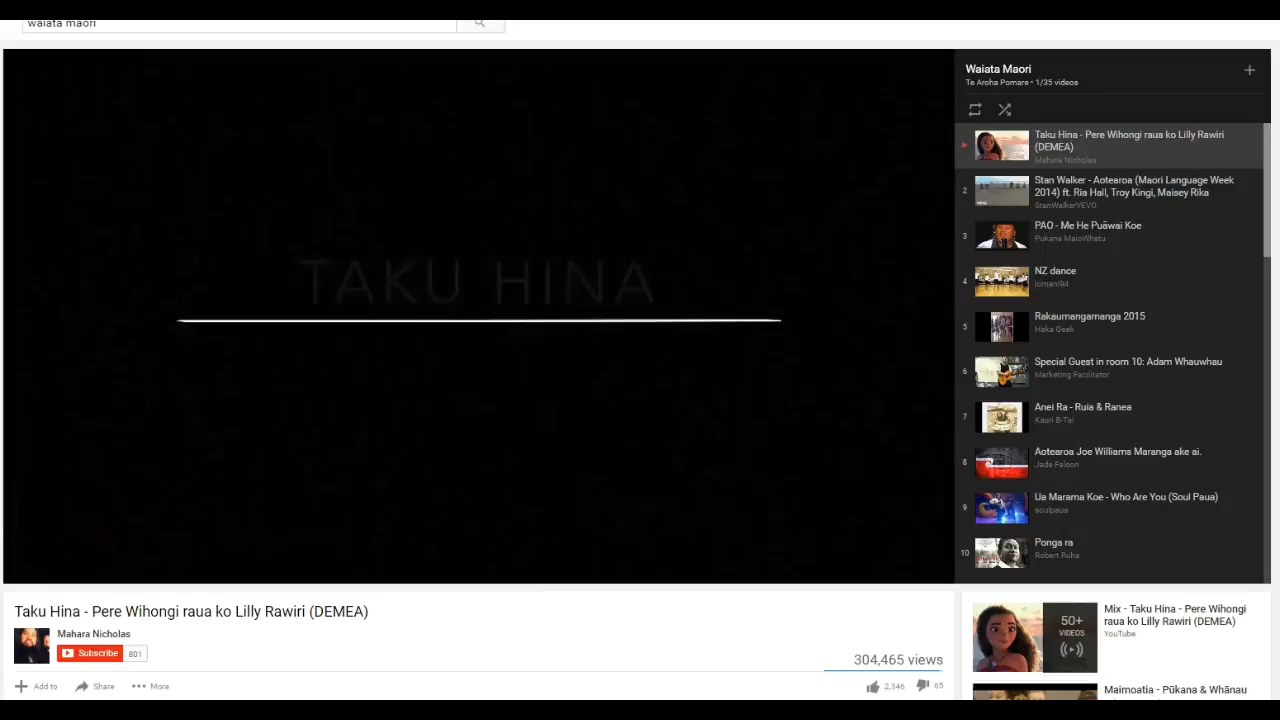 waiata maori
TAKU HINA
Waiata Maori
Te Aroha Pomare • 1/35 videos
Taku Hina - Pere Wihongi raua ko Lilly Rawiri
(DEMEA)
Mahara Nicholas
2
Stan Walker - Aotearoa (Maori Language Week
2014) ft. Ria Hall, Troy Kingi, Maisey Rika
StanWalkerVEVO
3
PAO - Me He Puāwai Koe
Pukana MaioWhatu
4
NZ dance
jornani94
5
Rakaumangamanga 2015
Haka Geek
6
Special Guest in room 10: Adam Whauwhau
Marketing Facilitator
7
Anei Ra - Ruia & Ranea
Kauri B-Tai
8
Aotearoa Joe Williams Maranga ake ai.
Jade Falcon
9
Ua Marama Koe - Who Are You (Soul Paua)
soulpaua
10
Ponga ra
Robert Ruha
Taku Hina - Pere Wihongi raua ko Lilly Rawiri (DEMEA)
Mahara Nicholas
Subscribe 801
304,465 views
Add to Share More
2,346 65
50+
VIDEOS
Mix - Taku Hina - Pere Wihongi
raua ko Lilly Rawiri (DEMEA)
YouTube
Maimoatia - Pūkana & Whānau